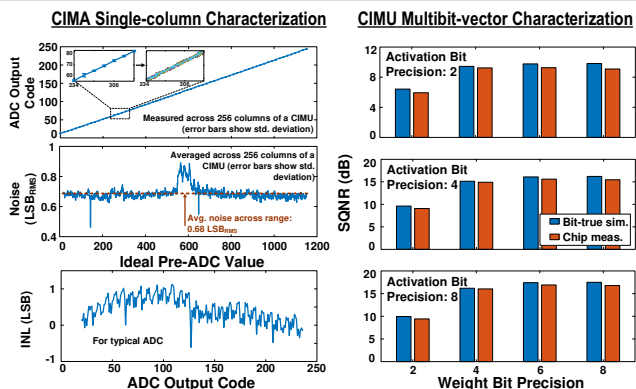 CIMA Single-column Characterization
250
200
150
100
50
0
ADC Output
Code
80
70
60
234
306
234
306
Measured across 256 columns of a CIMU
(error bars show std. deviation)
1
0.8
0.6
0.4
Noise
(LSBRMS)
Averaged across 256 columns of
a CIMU (error bars show std.
deviation)
Avg. noise across range:
0.68 LSBRMS
0
200
400
600
800
1000
1200
Ideal Pre-ADC Value
1
0
-1
INL (LSB)
For typical ADC
0
50
100
150
200
250
ADC Output Code
CIMU Multibit-vector Characterization
SQNR (dB)
12
8
4
0
Activation Bit
Precision: 2
20
15
10
5
0
Activation Bit
Precision: 4
Bit-true sim.
Chip meas.
20
15
10
5
0
Activation Bit
Precision: 8
2
4
6
8
Weight Bit Precision